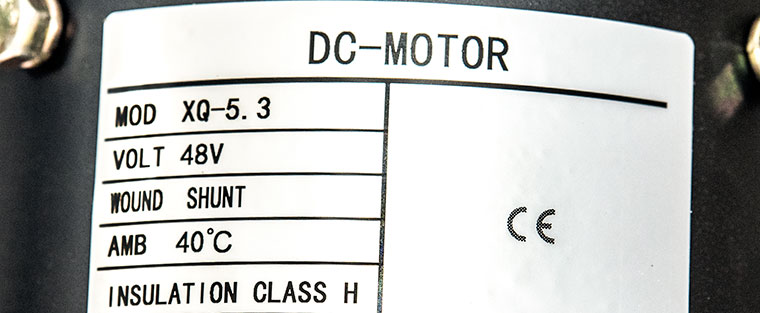 DC-MOTOR
MOD XQ-5.3
VOLT 48V
WOUND SHUNT
AMB 40℃
INSULATION CLASS H
CE